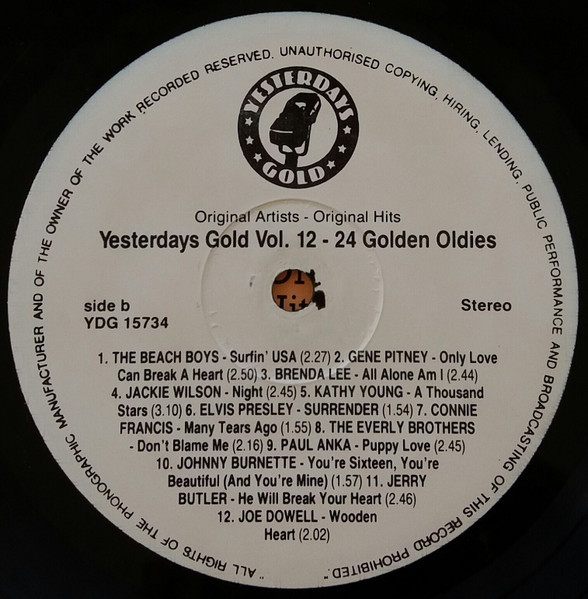 "ALL RIGHTS OF THE PHONOGRAPHIC MANUFACTURER AND OF THE OWNER OF THE WORK RECORDED RESERVED. UNAUTHORISED COPYING, HIRING, LENDING, PUBLIC PERFORMANCE AND BROADCASTING OF THIS RECORD PROHIBITED."
YESTERDAYS
GOLD
Original Artists - Original Hits
Yesterdays Gold Vol. 12 - 24 Golden Oldies
side b
Stereo
YDG 15734
1. THE BEACH BOYS - Surfin' USA (2.27) 2. GENE PITNEY - Only Love
Can Break A Heart (2.50) 3. BRENDA LEE - All Alone Am I (2.44)
4. JACKIE WILSON - Night (2.45) 5. KATHY YOUNG - A Thousand
Stars (3.10) 6. ELVIS PRESLEY - SURRENDER (1.54) 7. CONNIE
FRANCIS - Many Tears Ago (1.55) 8. THE EVERLY BROTHERS
- Don't Blame Me (2.16) 9. PAUL ANKA - Puppy Love (2.45)
10. JOHNNY BURNETTE - You're Sixteen, You're
Beautiful (And You're Mine) (1.57) 11. JERRY
BUTLER - He Will Break Your Heart (2.46)
12. JOE DOWELL - Wooden
Heart (2.02)